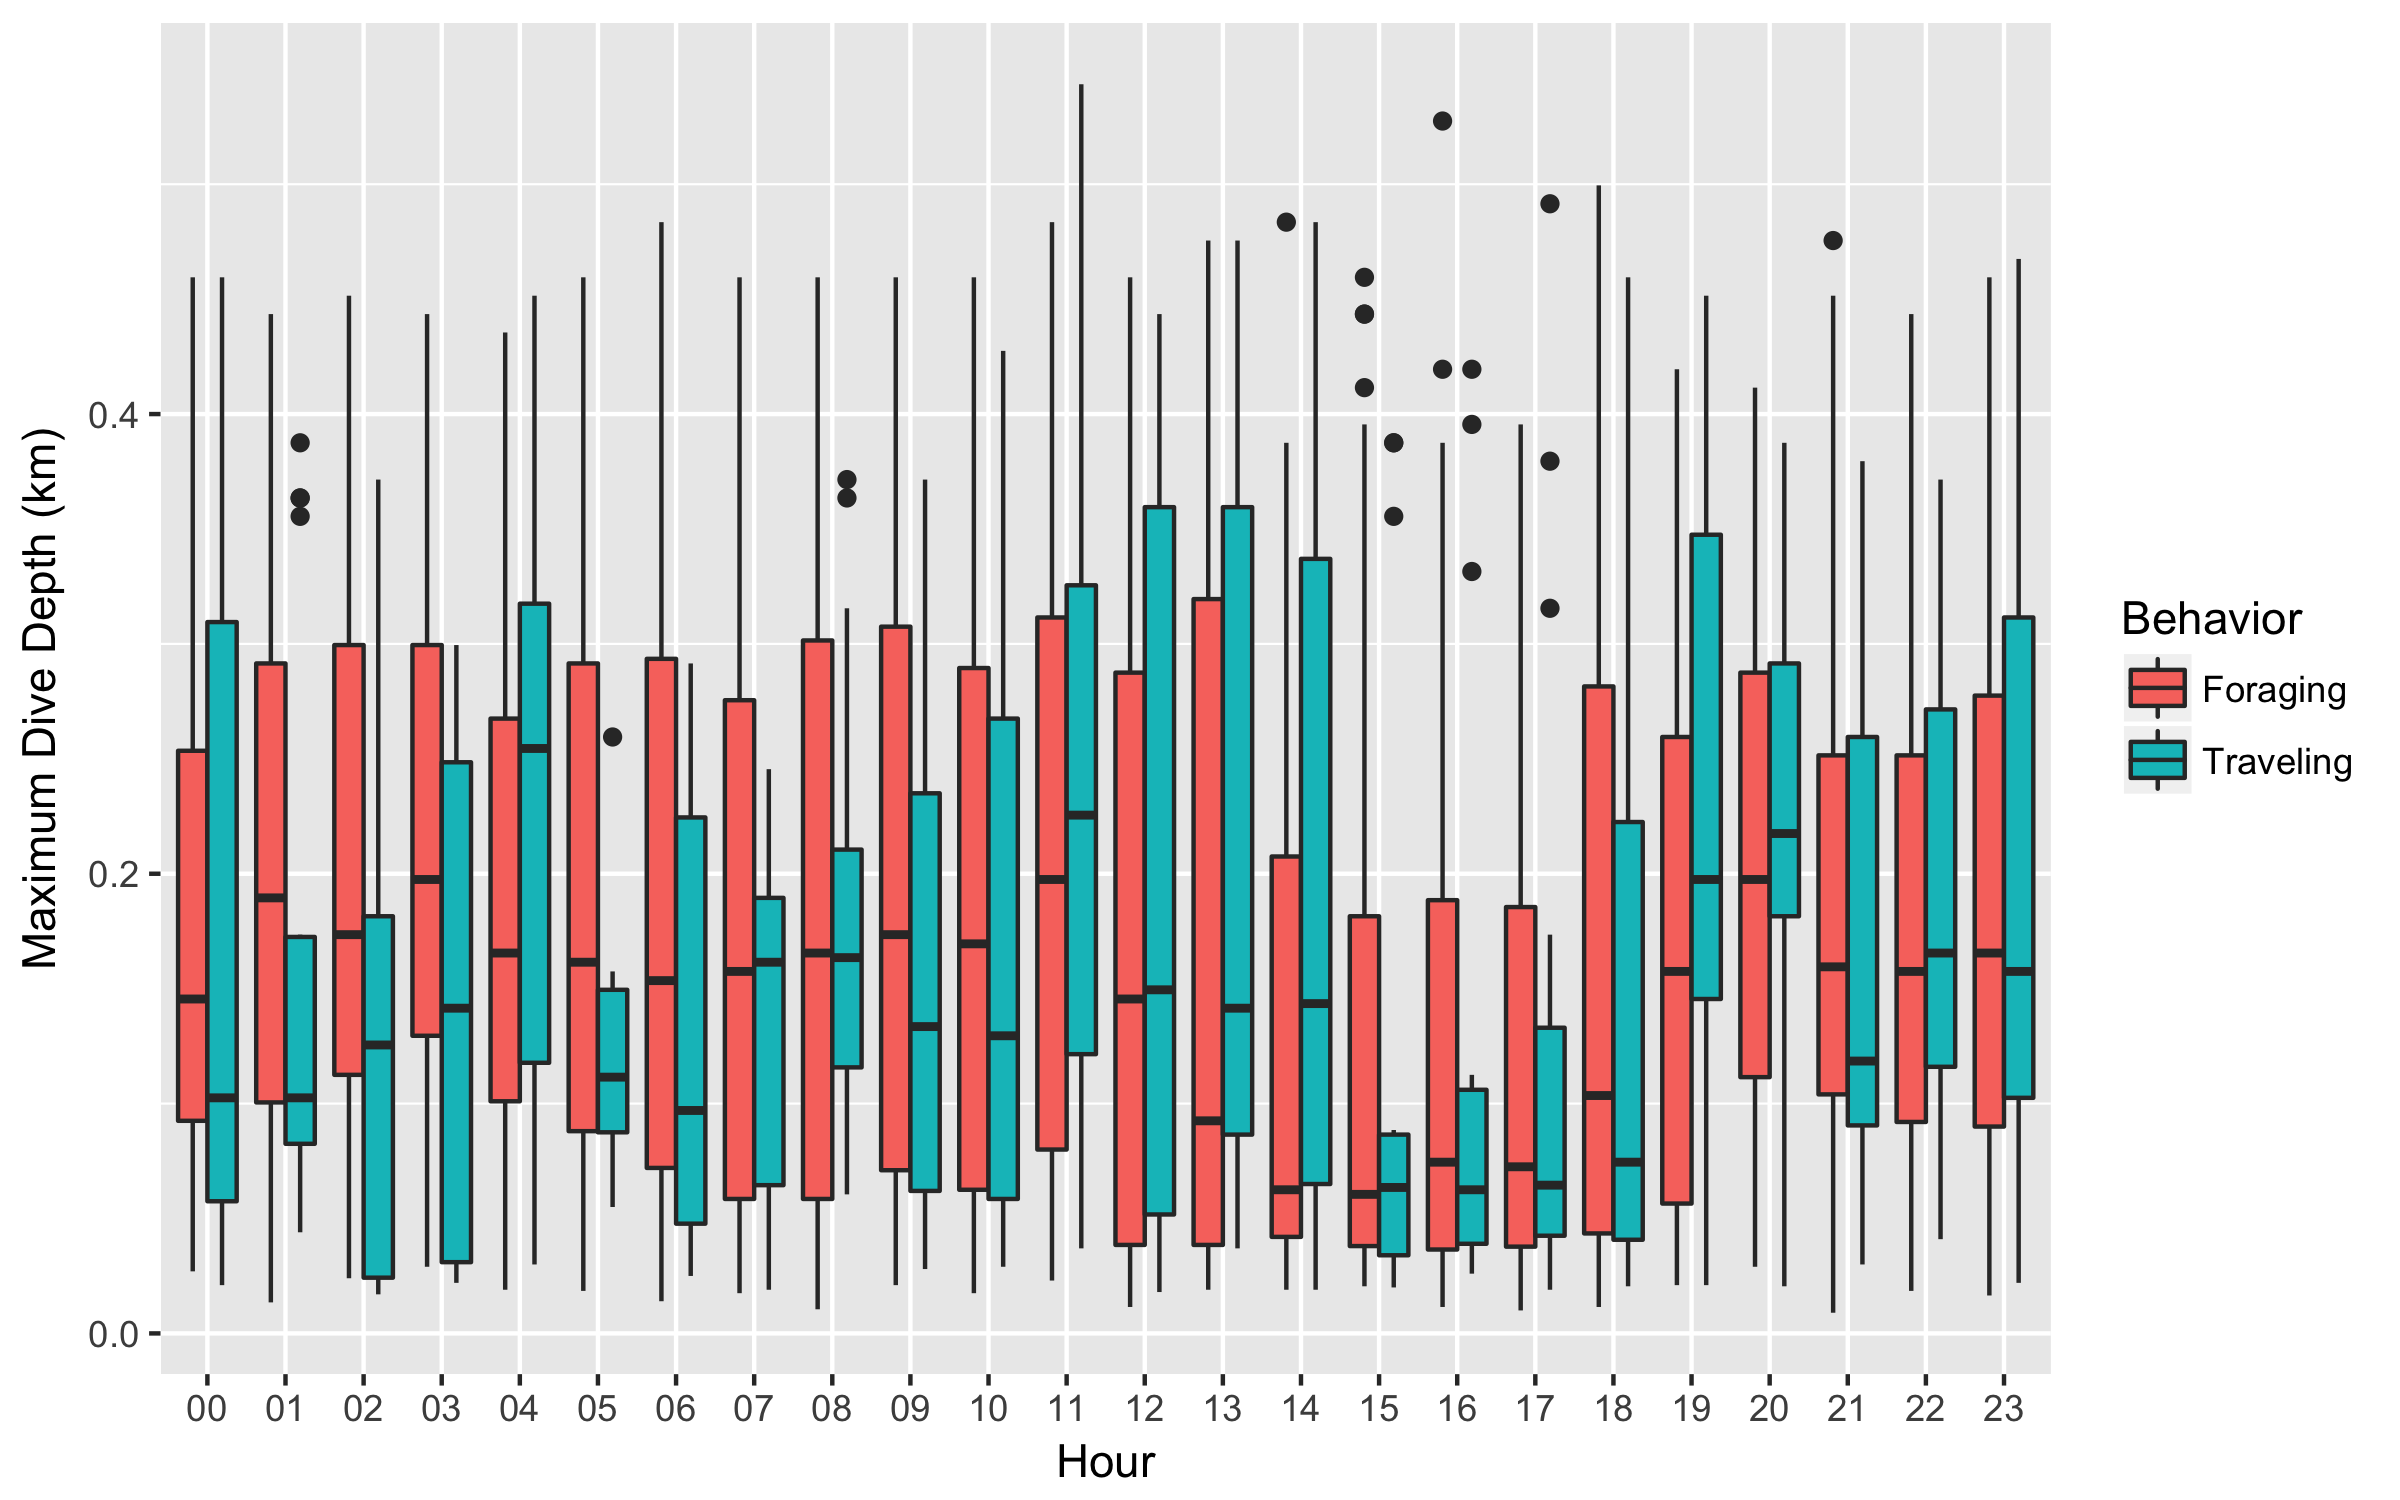 Maximum Dive Depth (km)
0.4
0.2
0.0
00 01 02 03 04 05 06 07 08 09 10 11 12 13 14 15 16 17 18 19 20 21 22 23
Hour
Behavior
Foraging
Traveling